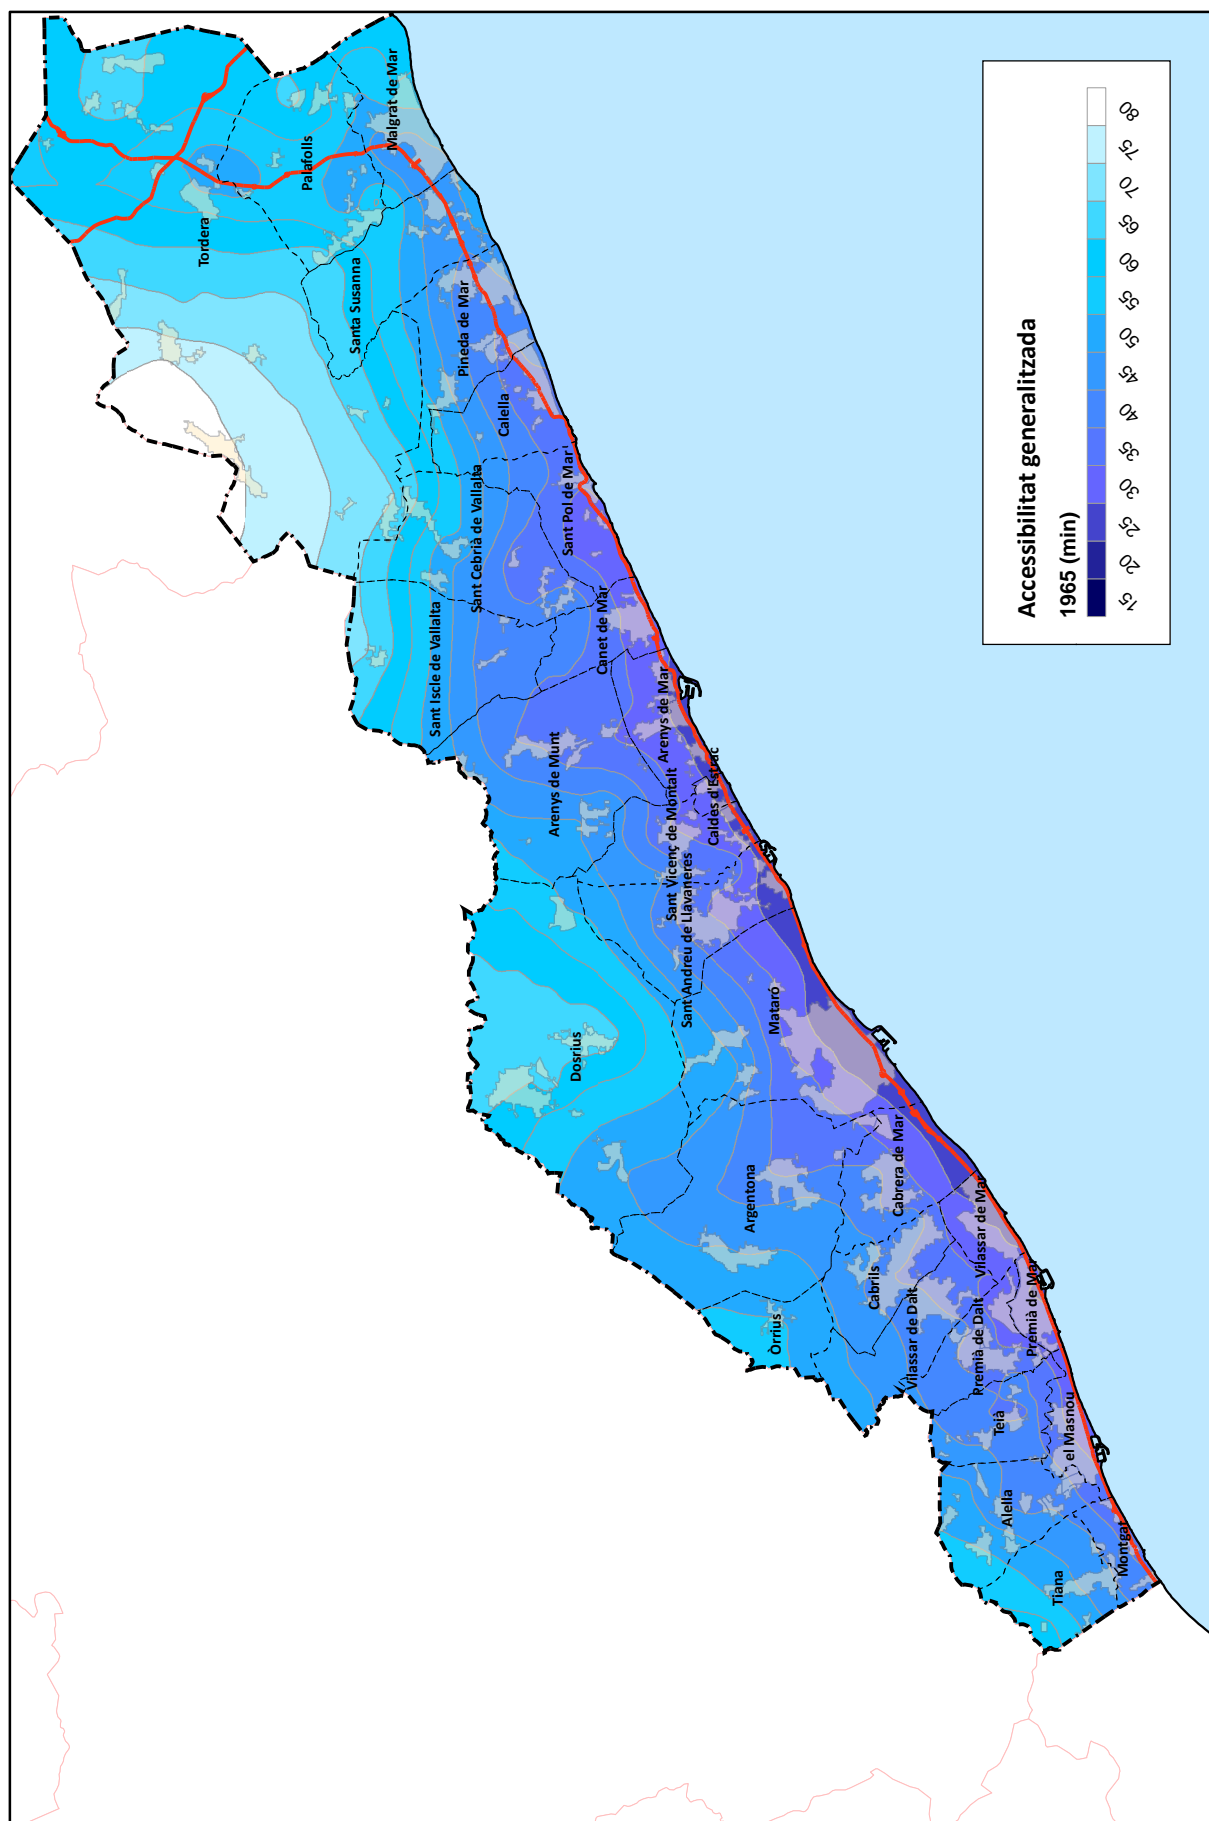 Tordera
Palafolls
Malgrat de Mar
Santa Susanna
Pineda de Mar
Calella
Sant Cebrià de Vallalta
Sant Pol de Mar
Sant Iscle de Vallalta
Canet de Mar
Arenys de Munt
Arenys de Mar
Sant Vicenç de Montalt
Caldes d'Estrac
Sant Andreu de Llavaneres
Dosrius
Mataró
Argentona
Cabrera de Mar
Òrrius
Cabrils
Vilassar de Mar
Vilassar de Dalt
Premià de Dalt
Premià de Mar
Teià
el Masnou
Alella
Tiana
Montgat
Accessibilitat generalitzada
1965 (min)
15
20
25
30
35
40
45
50
55
60
65
70
75
80